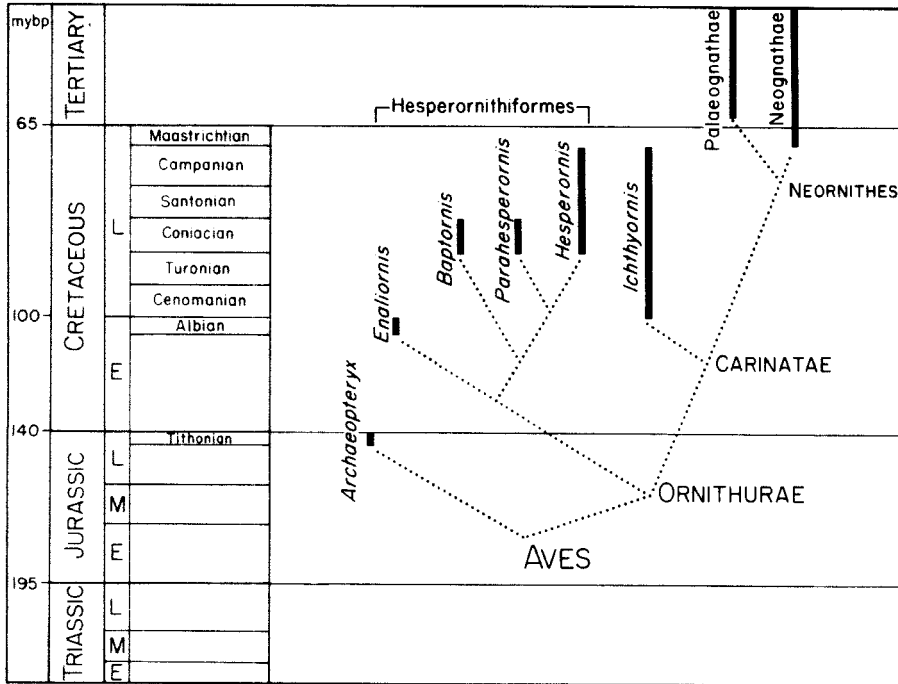 mybp
TERTIARY
65
CRETACEOUS
L
Maastrichtian
Campanian
Santonian
Coniacian
Turonian
Cenomanian
100
Albian
E
140
JURASSIC
Tithonian
L
M
E
195
TRIASSIC
L
M
E
Hesperornithiformes
Archaeopteryx
Enaliornis
Baptornis
Parahesperornis
Hesperornis
Ichthyornis
Palaeognathae
Neognathae
NEORNITHES
CARINATAE
ORNITHURAE
AVES